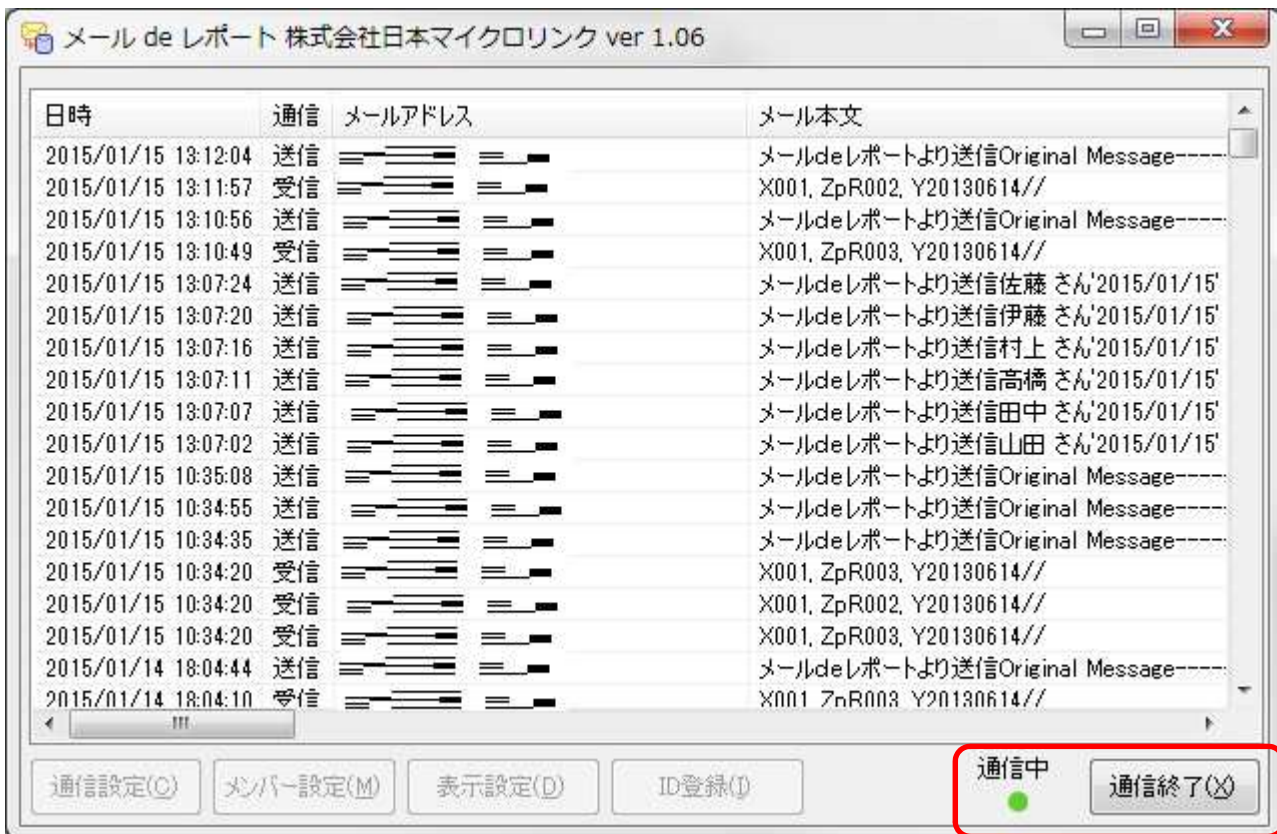 メール de レポート 株式会社日本マイクロリンク ver 1.06
日時 通信 メールアドレス メール本文
2015/01/15 13:12:04 送信 メールdeレポートより送信Original Message----
2015/01/15 13:11:57 受信 X001, ZpR002, Y20130614//
2015/01/15 13:10:56 送信 メールdeレポートより送信Original Message----
2015/01/15 13:10:49 受信 X001, ZpR003, Y20130614//
2015/01/15 13:07:24 送信 メールdeレポートより送信佐藤 さん'2015/01/15'
2015/01/15 13:07:20 送信 メールdeレポートより送信伊藤 さん'2015/01/15'
2015/01/15 13:07:16 送信 メールdeレポートより送信村上 さん'2015/01/15'
2015/01/15 13:07:11 送信 メールdeレポートより送信高橋 さん'2015/01/15'
2015/01/15 13:07:07 送信 メールdeレポートより送信田中 さん'2015/01/15'
2015/01/15 13:07:02 送信 メールdeレポートより送信山田 さん'2015/01/15'
2015/01/15 10:35:08 送信 メールdeレポートより送信Original Message----
2015/01/15 10:34:55 送信 メールdeレポートより送信Original Message----
2015/01/15 10:34:35 送信 メールdeレポートより送信Original Message----
2015/01/15 10:34:20 受信 X001, ZpR003, Y20130614//
2015/01/15 10:34:20 受信 X001, ZpR002, Y20130614//
2015/01/15 10:34:20 受信 X001, ZpR003, Y20130614//
2015/01/14 18:04:44 送信 メールdeレポートより送信Original Message----
2015/01/14 18:04:10 受信 X001, ZpR003, Y20130614//
通信設定(C) メンバー設定(M) 表示設定(D) ID登録(I) 通信中 通信終了(X)